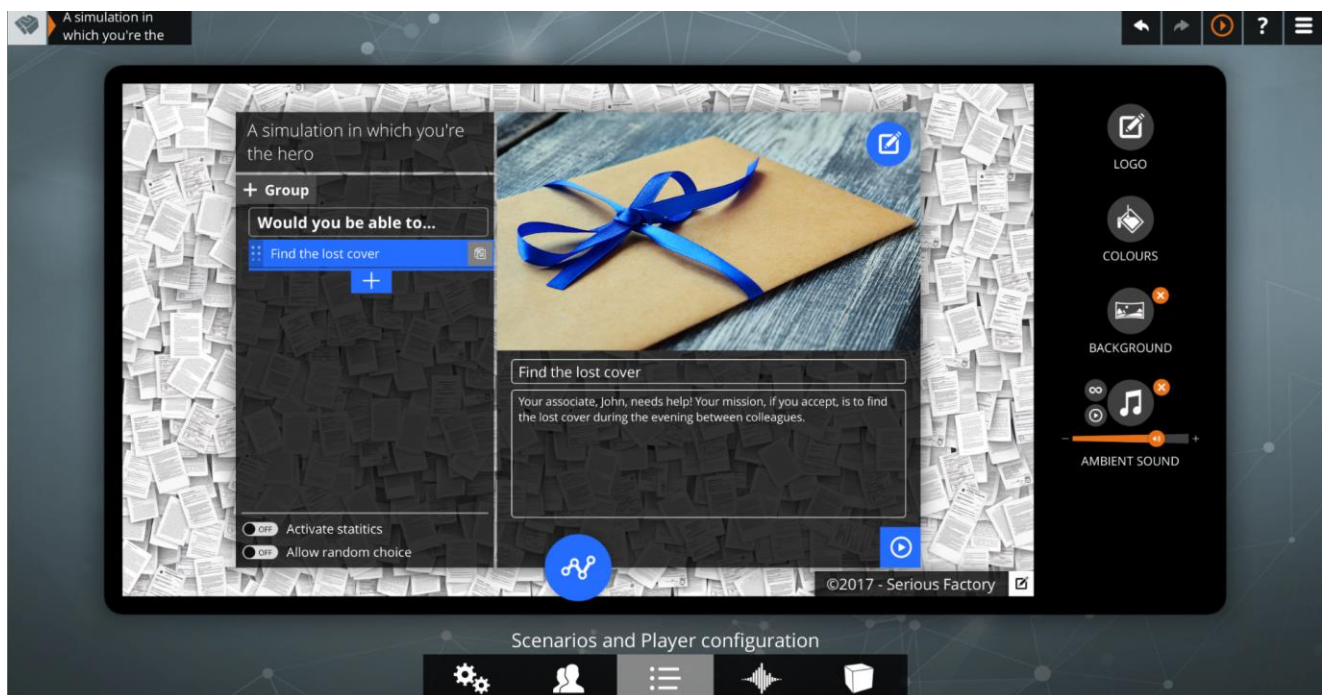 A simulation in
which you're the
?
A simulation in which you're
the hero
+ Group
Would you be able to...
Find the lost cover
+
Find the lost cover
Your associate, John, needs help! Your mission, if you accept, is to find
the lost cover during the evening between colleagues.
OFF Activate statitics
OFF Allow random choice
©2017 - Serious Factory
LOGO
COLOURS
BACKGROUND
- +
AMBIENT SOUND
Scenarios and Player configuration